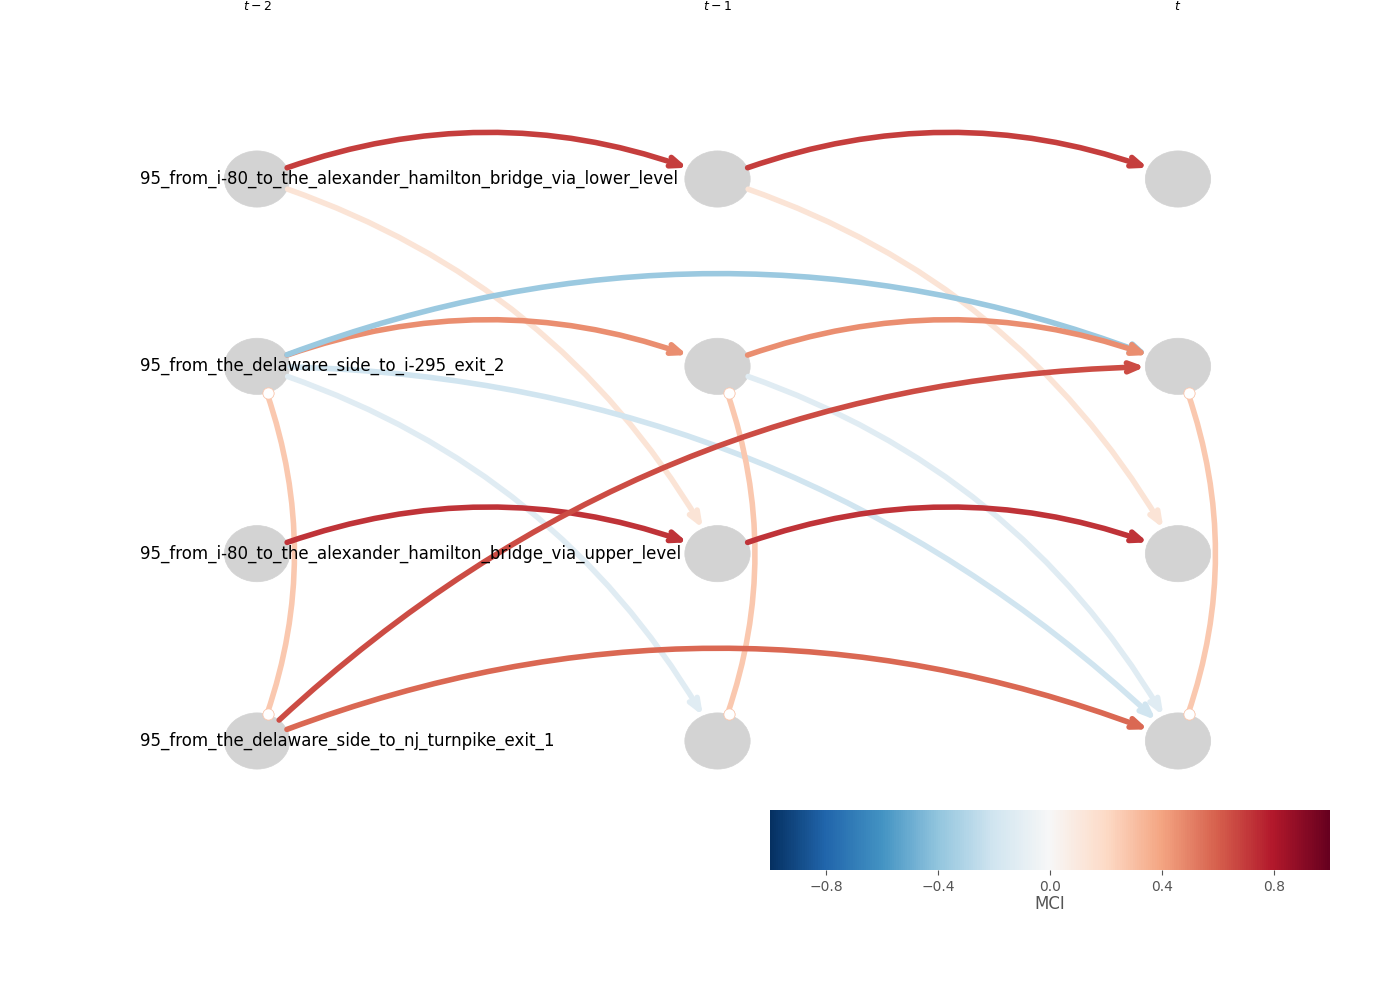 t − 2 t − 1 t
95_from_i-80_to_the_alexander_hamilton_bridge_via_lower_level
95_from_the_delaware_side_to_i-295_exit_2
95_from_i-80_to_the_alexander_hamilton_bridge_via_upper_level
95_from_the_delaware_side_to_nj_turnpike_exit_1
−0.8 −0.4 0.0 0.4 0.8
MCI